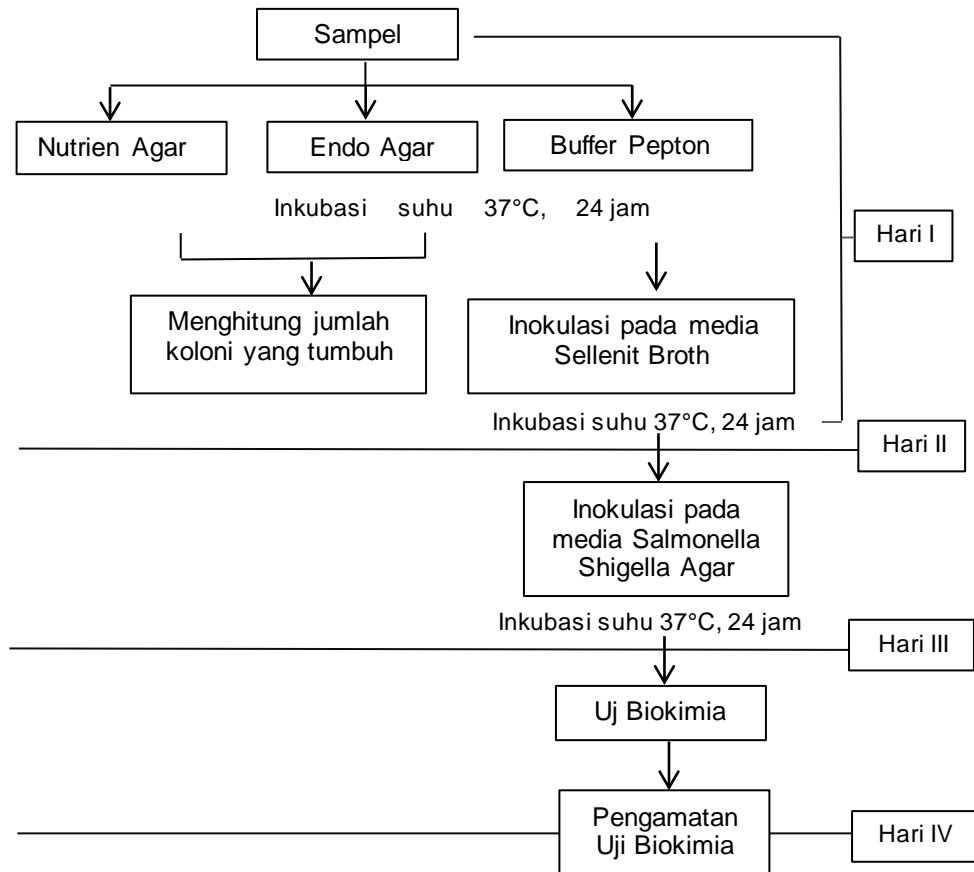 Sampel
Nutrien Agar
Endo Agar
Buffer Pepton
Inkubasi suhu 37°C, 24 jam
Hari I
Menghitung jumlah
koloni yang tumbuh
Inokulasi pada media
Sellenit Broth
Inkubasi suhu 37°C, 24 jam
Hari II
Inokulasi pada
media Salmonella
Shigella Agar
Inkubasi suhu 37°C, 24 jam
Hari III
Uj Biokimia
Pengamatan
Uji Biokimia
Hari IV